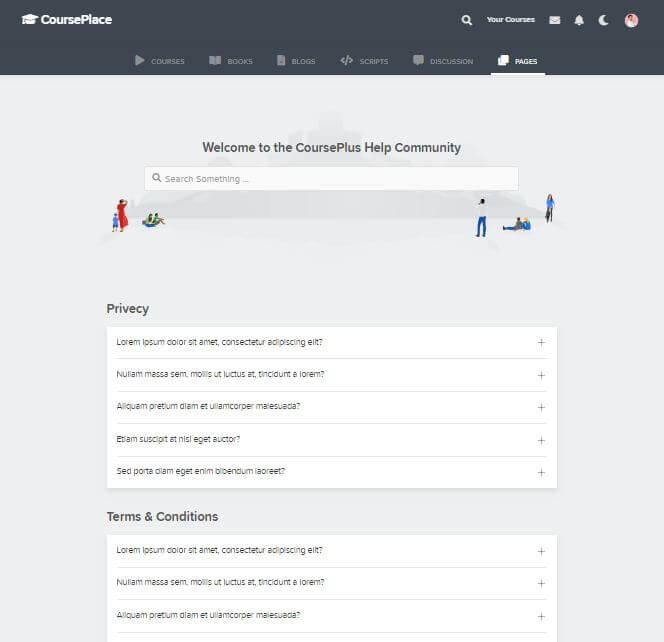 CoursePlace
Your Courses
COURSES BOOKS BLOGS SCRIPTS DISCUSSION PAGES
Welcome to the CoursePlus Help Community
Search Something ...
Privecy
Lorem ipsum dolor sit amet, consectetur adipiscing elit?
Nullam massa sem, mollis ut luctus at, tincidunt a lorem?
Aliquam pretium diam et ullamcorper malesuada?
Etiam suscipit at nisl eget auctor?
Sed porta diam eget enim bibendum laoreet?
Terms & Conditions
Lorem ipsum dolor sit amet, consectetur adipiscing elit?
Nullam massa sem, mollis ut luctus at, tincidunt a lorem?
Aliquam pretium diam et ullamcorper malesuada?